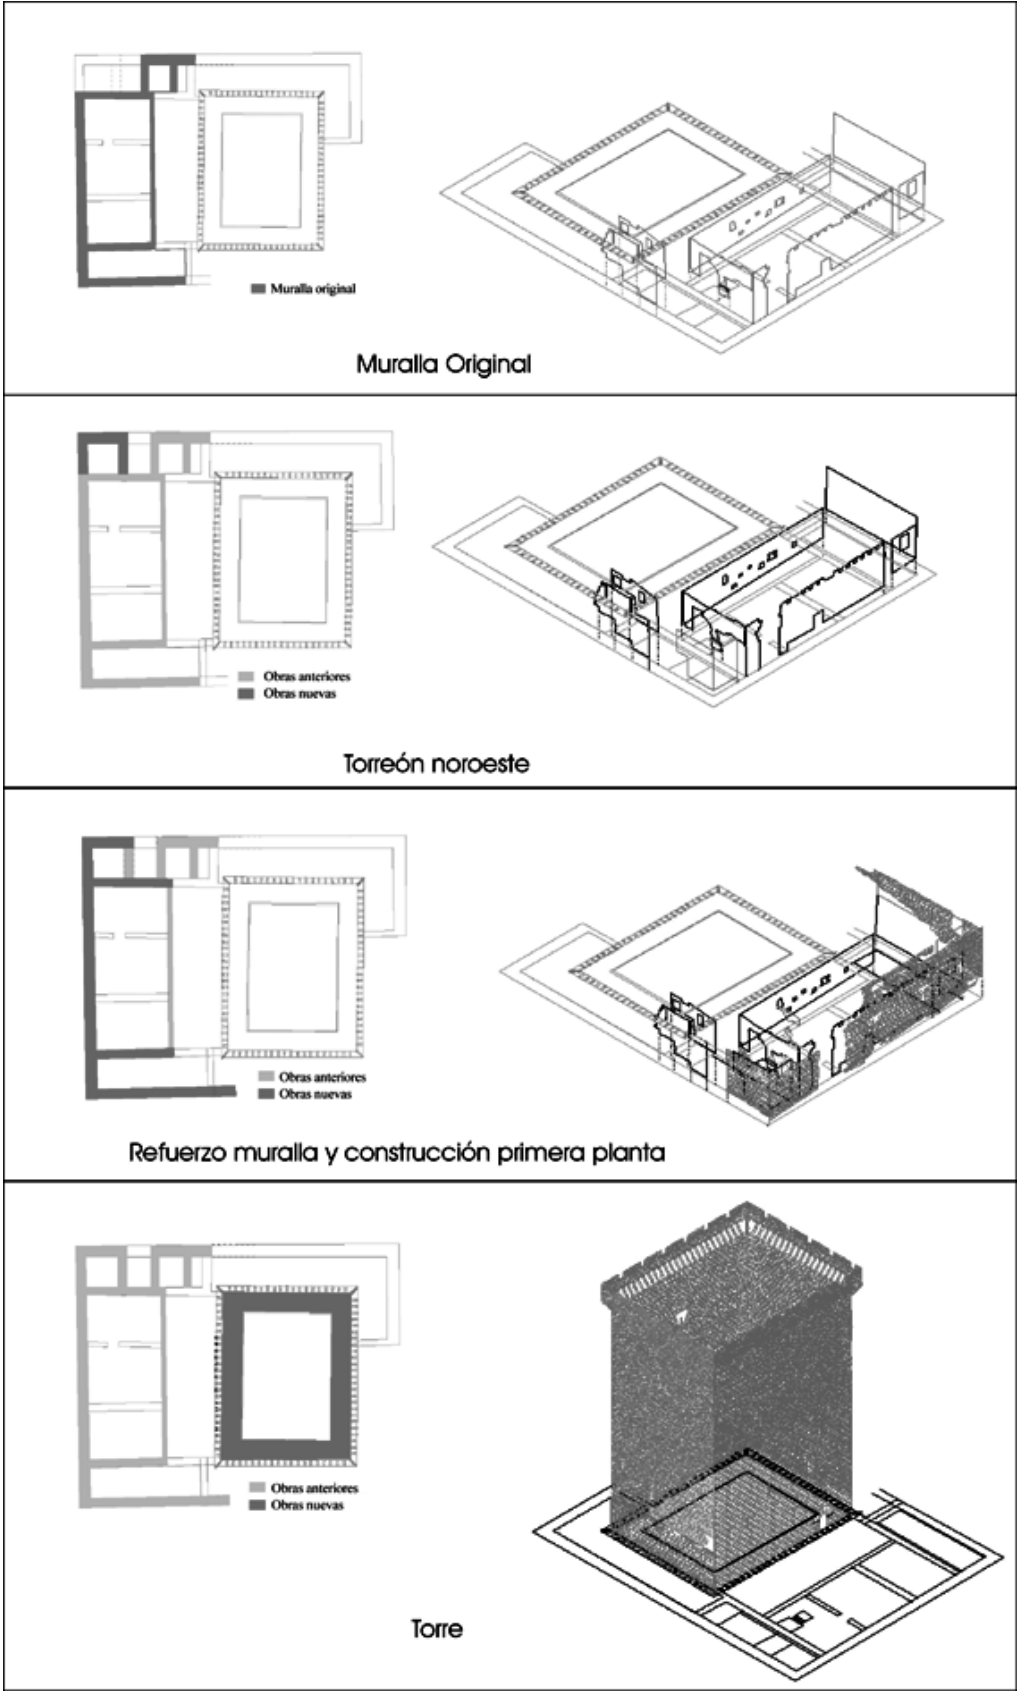 Muralla original
Muralla Original
Obras anteriores
Obras nuevas
Torreón noroeste
Obras anteriores
Obras nuevas
Refuerzo muralla y construcción primera planta
Obras anteriores
Obras nuevas
Torre